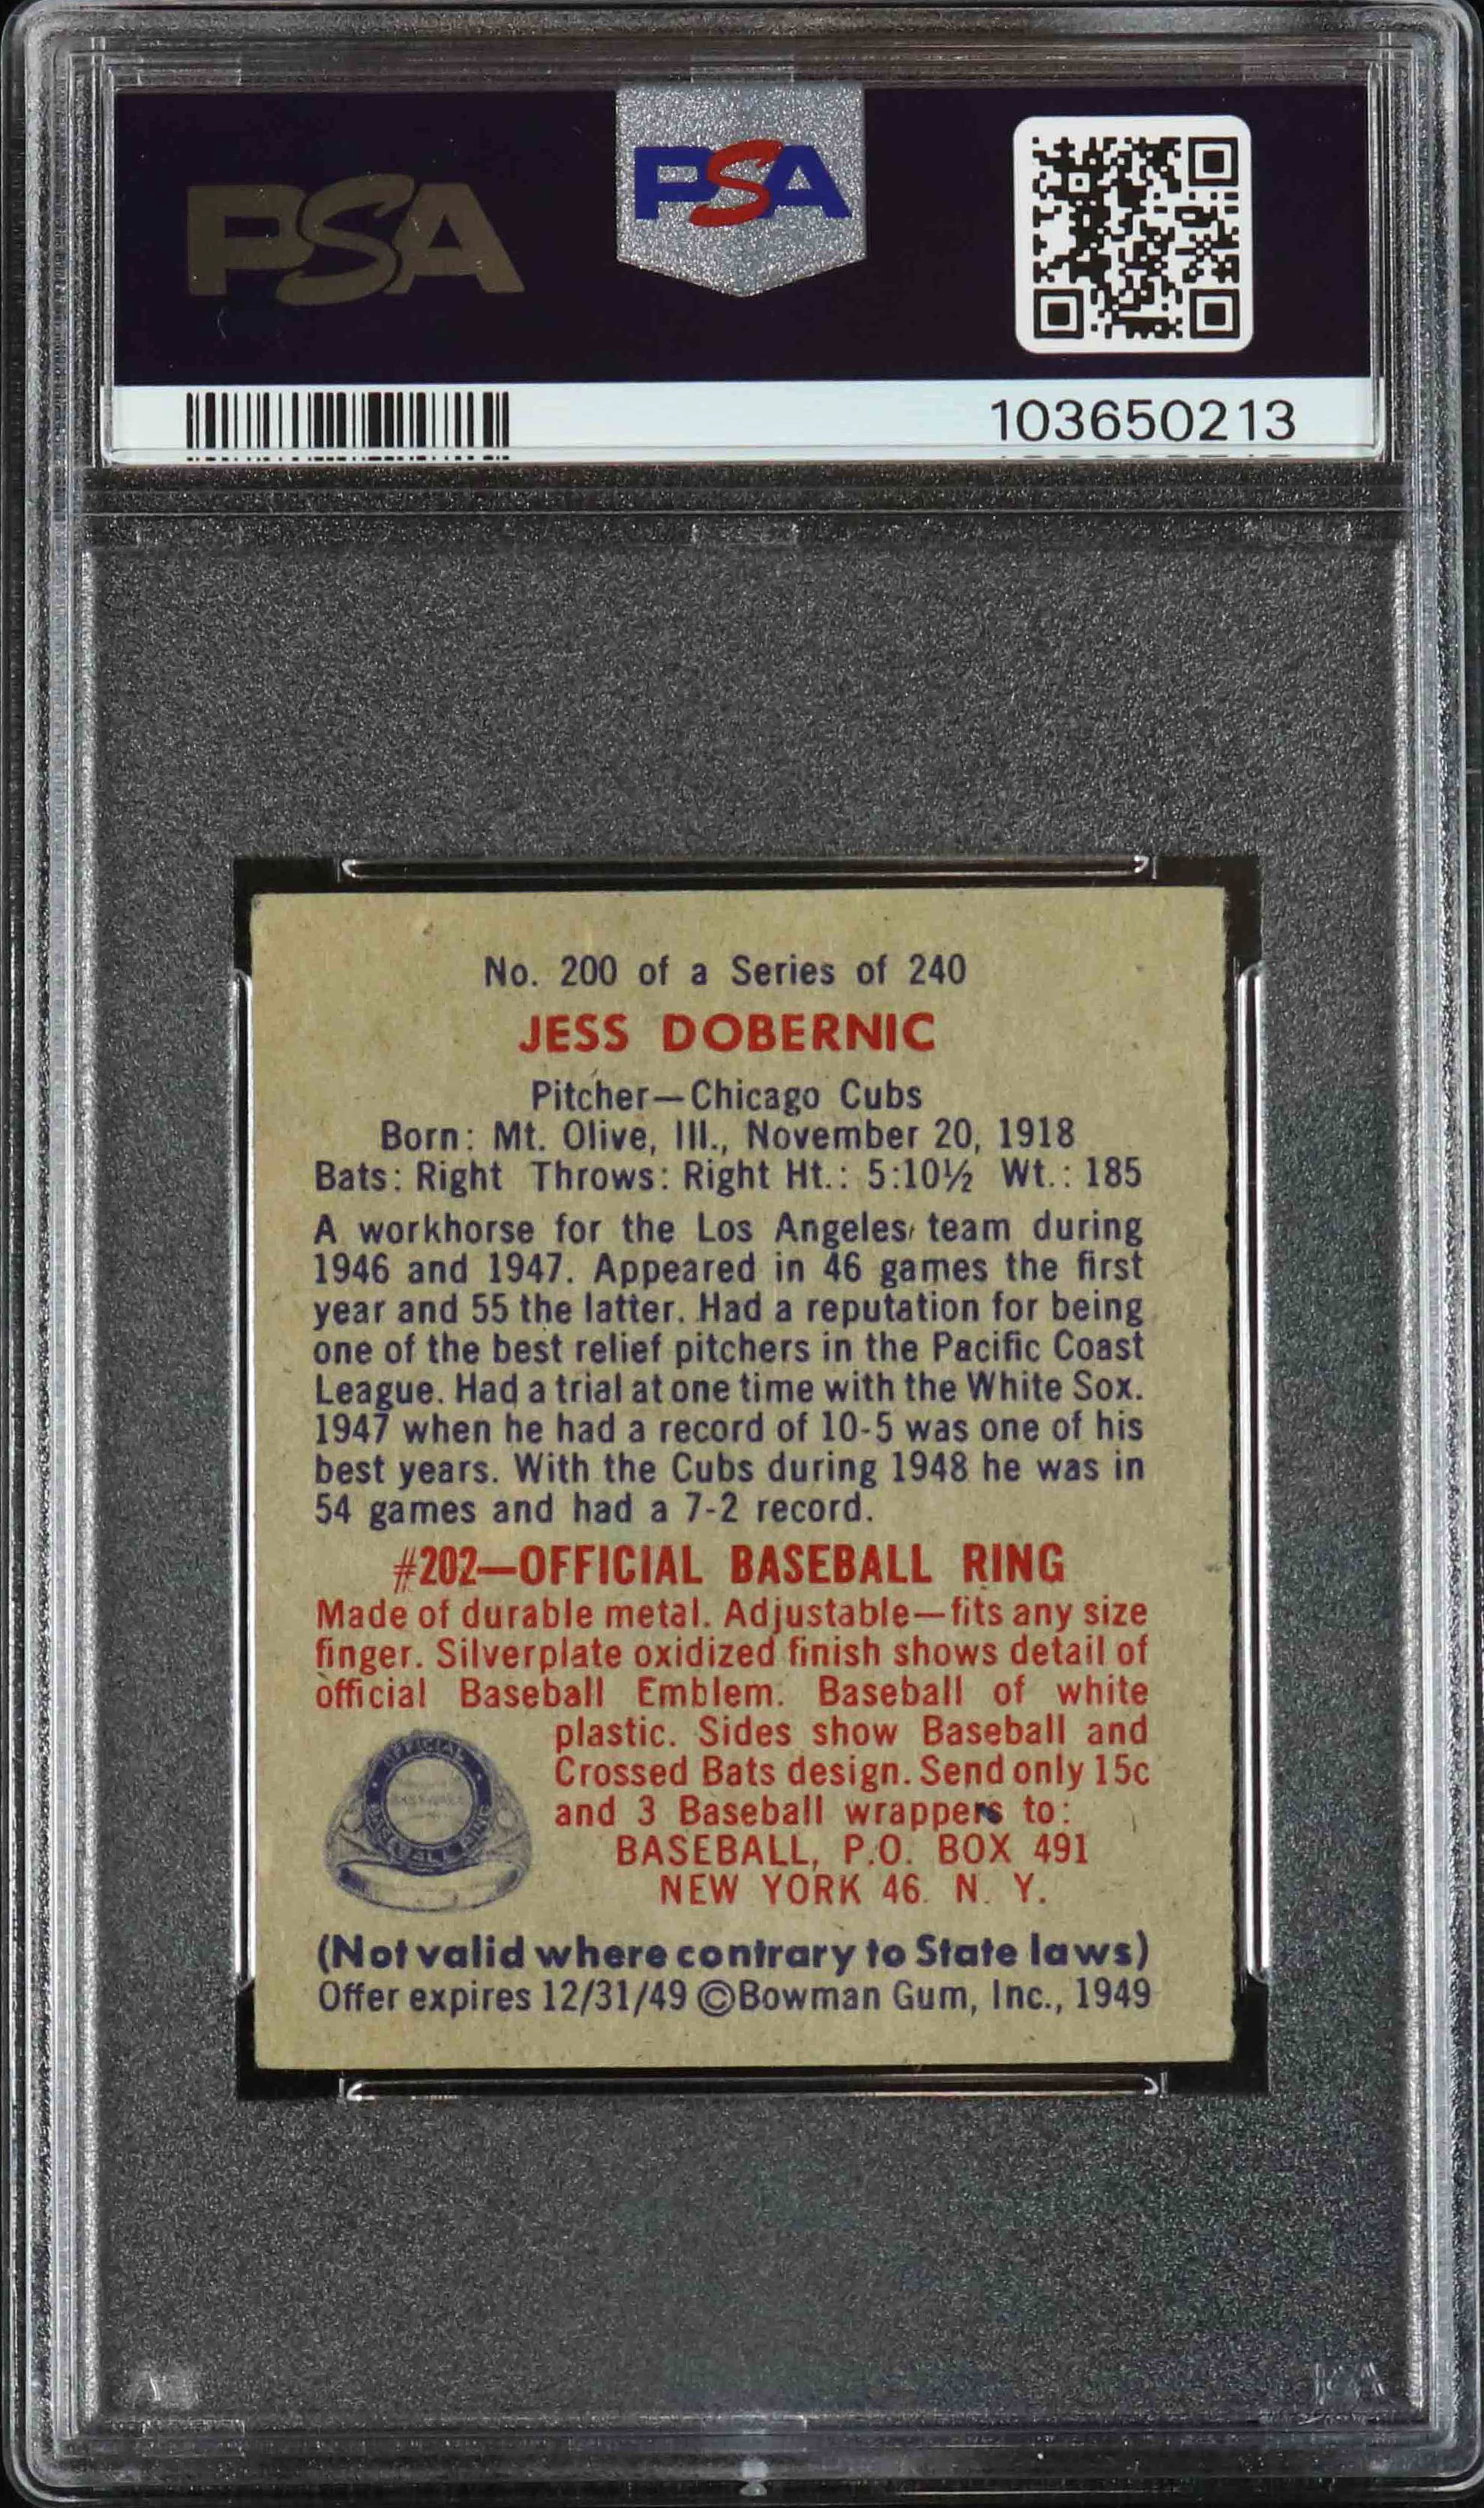 PSA
PSA
103650213
No. 200 of a Series of 240
JESS DOBERNIC
Pitcher—Chicago Cubs
Born: Mt. Olive, Ill., November 20, 1918
Bats: Right Throws: Right Ht.: 5:10½ Wt.: 185
A workhorse for the Los Angeles team during
1946 and 1947. Appeared in 46 games the first
year and 55 the latter. Had a reputation for being
one of the best relief pitchers in the Pacific Coast
League. Had a trial at one time with the White Sox.
1947 when he had a record of 10-5 was one of his
best years. With the Cubs during 1948 he was in
54 games and had a 7-2 record.
#202—OFFICIAL BASEBALL RING
Made of durable metal. Adjustable—fits any size
finger. Silverplate oxidized finish shows detail of
official Baseball Emblem. Baseball of white
plastic. Sides show Baseball and
Crossed Bats design. Send only 15c
and 3 Baseball wrappers to:
BASEBALL, P.O. BOX 491
NEW YORK 46. N. Y.
OFFICIAL
BASEBALL RING
(Not valid where contrary to State laws)
Offer expires 12/31/49 ©Bowman Gum, Inc., 1949